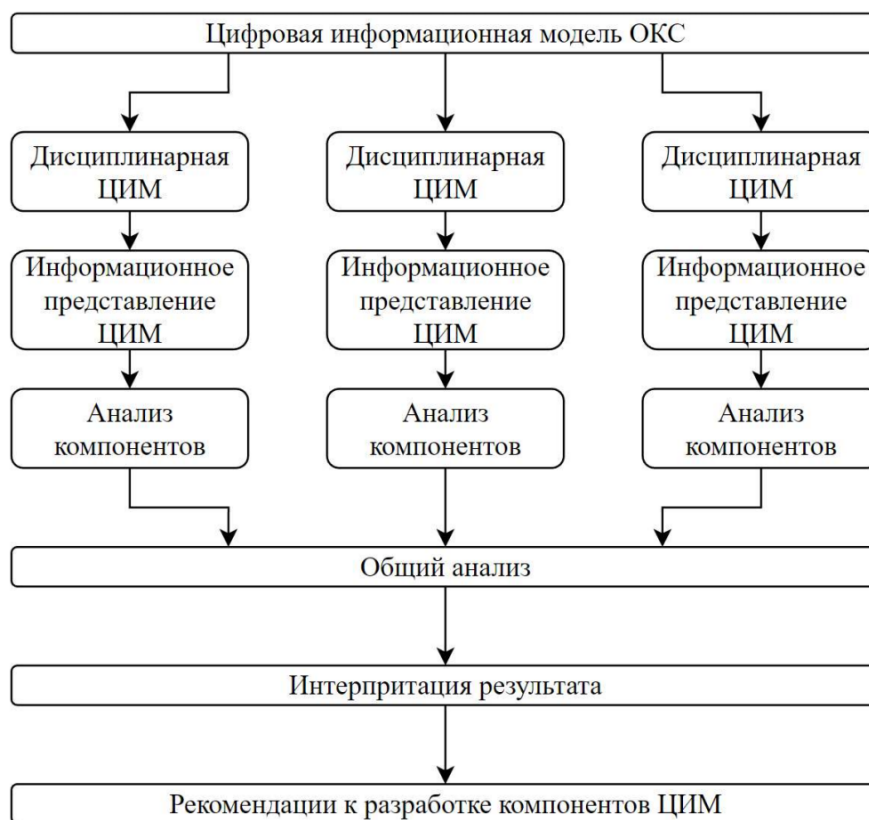 Цифровая информационная модель ОКС
Дисциплинарная
ЦИМ
Дисциплинарная
ЦИМ
Дисциплинарная
ЦИМ
Информационное
представление
ЦИМ
Информационное
представление
ЦИМ
Информационное
представление
ЦИМ
Анализ
компонентов
Анализ
компонентов
Анализ
компонентов
Общий анализ
Интерпритация результата
Рекомендации к разработке компонентов ЦИМ